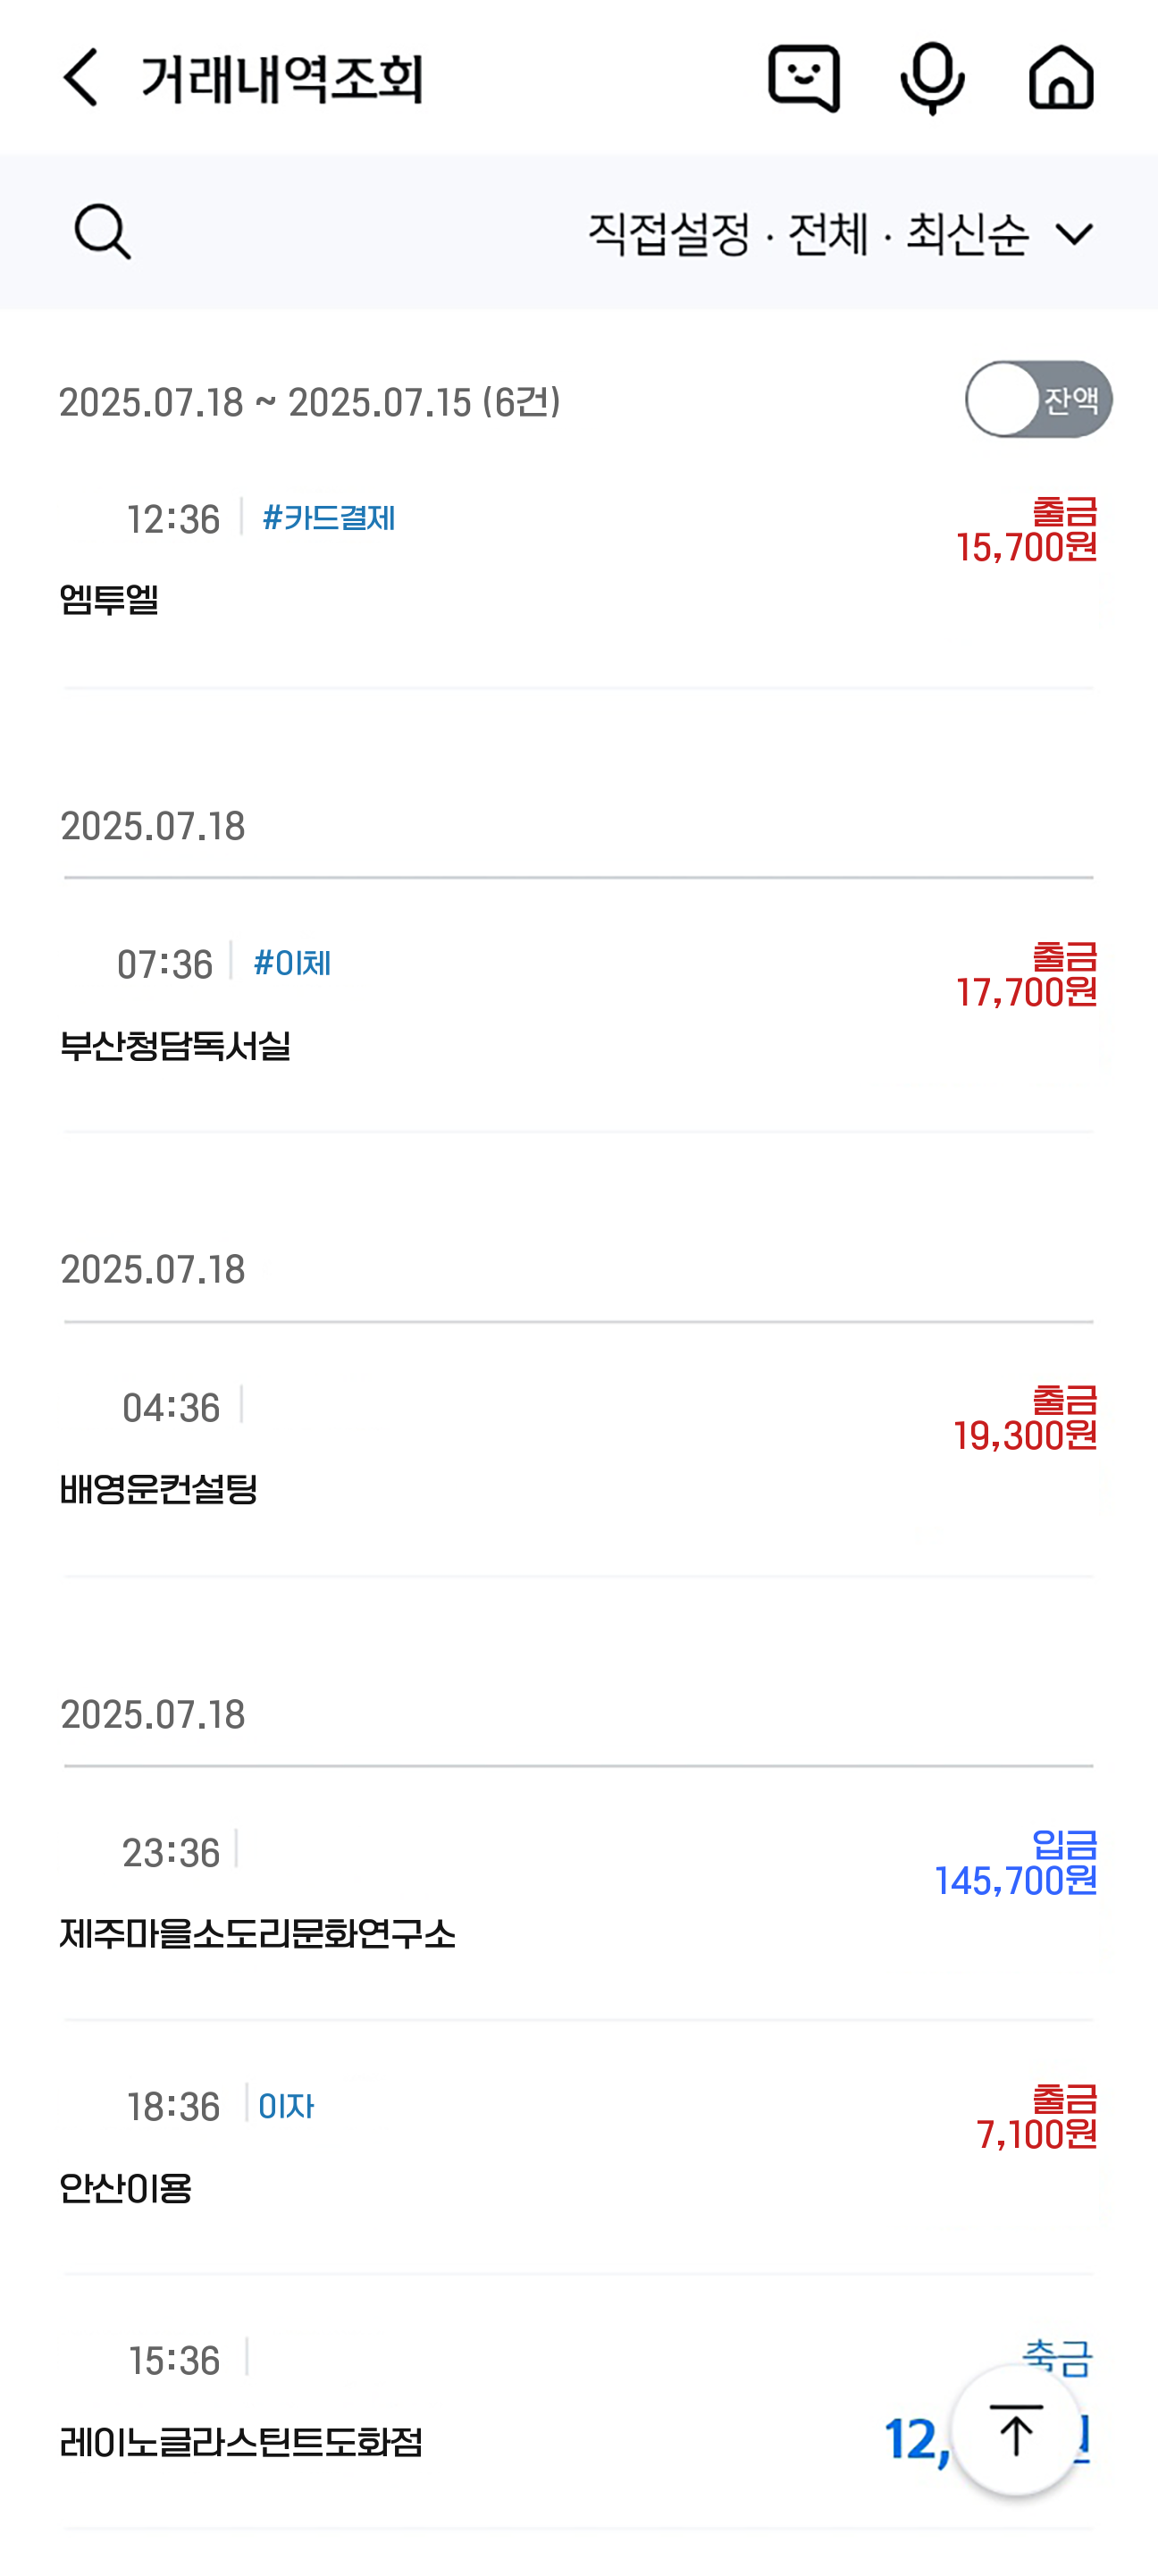 거래내역조회
직접설정 · 전체 · 최신순
2025.07.18 ~ 2025.07.15 (6건)
잔액
12:36 #카드결제
출금
15,700원
엠투엘
2025.07.18
07:36 #이체
출금
17,700원
부산청담독서실
2025.07.18
04:36
출금
19,300원
배영운컨설팅
2025.07.18
23:36
입금
145,700원
제주마을소도리문화연구소
18:36 이자
출금
7,100원
안산이용
15:36
축금
12,
레이노글라스틴트도화점